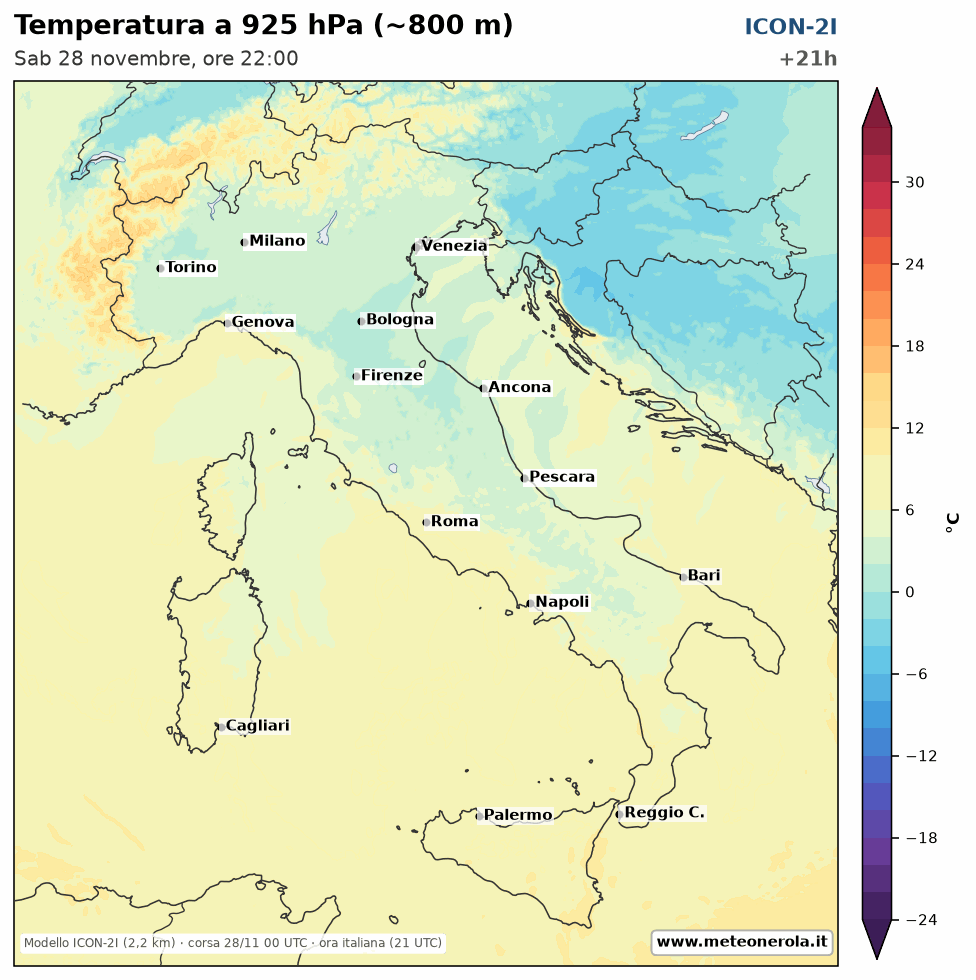 Temperatura a 925 hPa (~800 m)
ICON-2I
Sab 28 novembre, ore 22:00
+21h
Milano
Venezia
Torino
Genova
Bologna
Firenze
Ancona
Pescara
Roma
Bari
Napoli
Cagliari
Palermo
Reggio C.
30
24
18
12
6
0
−6
−12
−18
−24
°C
Modello ICON-2I (2,2 km) · corsa 28/11 00 UTC · ora italiana (21 UTC)
www.meteonerola.it